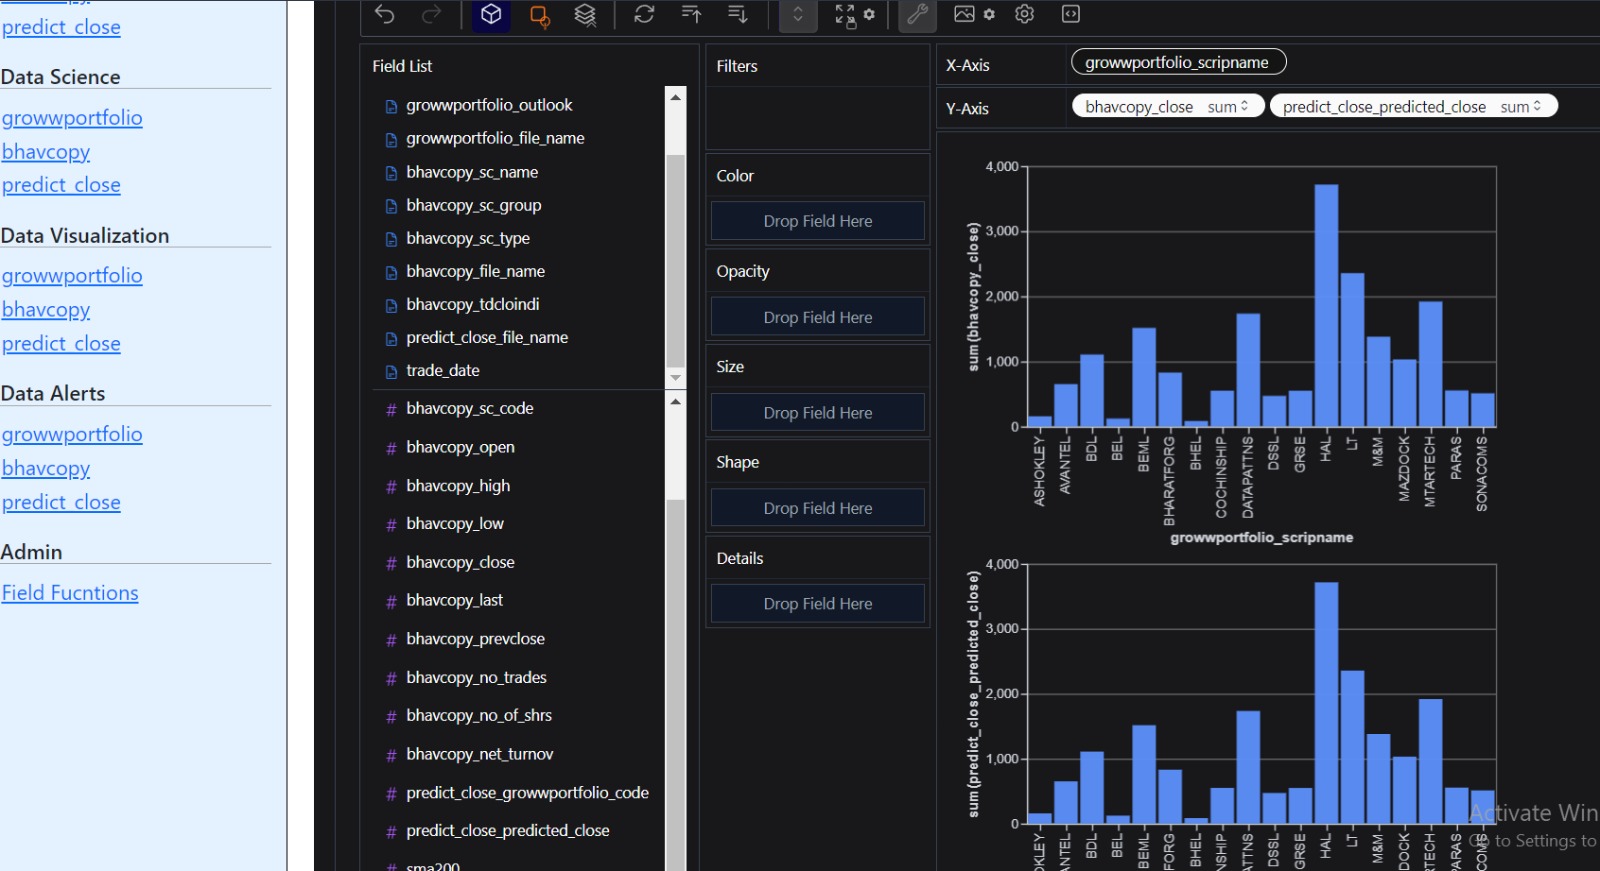 predict_close
Data Science
growwportfolio
bhavcopy
predict_close
Data Visualization
growwportfolio
bhavcopy
predict_close
Data Alerts
growwportfolio
bhavcopy
predict_close
Admin
Field Fucntions
Field List
growwportfolio_outlook
growwportfolio_file_name
bhavcopy_sc_name
bhavcopy_sc_group
bhavcopy_sc_type
bhavcopy_file_name
bhavcopy_tdcloindi
predict_close_file_name
trade_date
# bhavcopy_sc_code
# bhavcopy_open
# bhavcopy_high
# bhavcopy_low
# bhavcopy_close
# bhavcopy_last
# bhavcopy_prevclose
# bhavcopy_no_trades
# bhavcopy_no_of_shrs
# bhavcopy_net_turnov
# predict_close_growwportfolio_code
# predict_close_predicted_close
# sma200
Filters
Color
Drop Field Here
Opacity
Drop Field Here
Size
Drop Field Here
Shape
Drop Field Here
Details
Drop Field Here
X-Axis growwportfolio_scripname
Y-Axis bhavcopy_close sum predict_close_predicted_close sum
sum(bhavcopy_close)
4,000
3,000
2,000
1,000
0
ASHOKLEY
AVANTEL
BDL
BEL
BEML
BHARATFORG
BHEL
COCHINSHIP
DATAPATTNS
DSSL
GRSE
HAL
LT
M&M
MAZDOCK
MTARTECH
PARAS
SONACOMS
growwportfolio_scripname
sum(predict_close_predicted_close)
4,000
3,000
2,000
1,000
0
OKLEY
ANTEL
BDL
BEL
BEML
FORG
BHEL
NSHIP
ATTNS
DSSL
GRSE
HAL
LT
M&M
DOCK
RTECH
PARAS
COMS
Activate Win
Go to Settings to